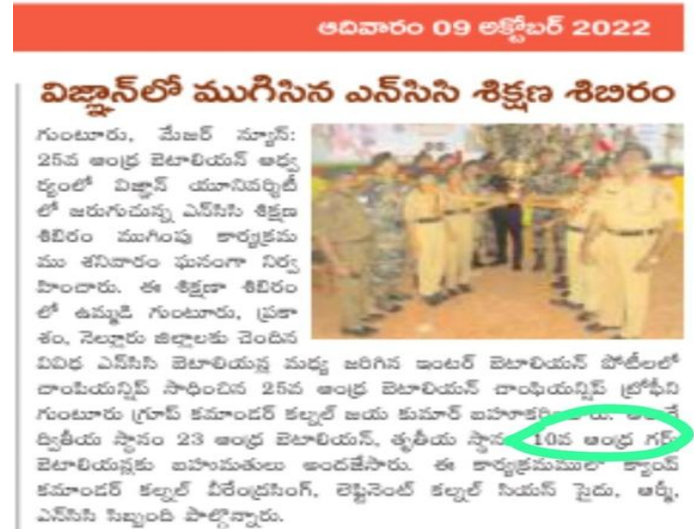 ఆదివారం 09 అక్టోబర్ 2022
విజ్ఞాన్‌లో ముగిసిన ఎన్‌సిసి శిక్షణ శిబిరం
గుంటూరు, మేజర్ న్యూస్:
25వ ఆంధ్ర బెటాలియన్ ఆధ్వ
ర్యంలో విజ్ఞాన్ యూనివర్శిటీ
లో జరుగుచున్న ఎన్‌సిసి శిక్షణ
శిబిరం ముగింపు కార్యక్రమ
ము శనివారం ఘనంగా నిర్వ
హించారు. ఈ శిక్షణా శిబిరం
లో ఉమ్మడి గుంటూరు, ప్రకా
శం, నెల్లూరు జిల్లాలకు చెందిన
వివిధ ఎన్‌సిసి బెటాలియన్ల మధ్య జరిగిన ఇంటర్ బెటాలియన్ పోటీలలో
చాంపియన్షిప్ సాధించిన 25వ ఆంధ్ర బెటాలియన్ చాంఫియన్షిప్ ట్రోఫీని
గుంటూరు గ్రూప్ కమాండర్ కల్నల్ జయ కుమార్
ద్వితీయ స్థానం 23 ఆంధ్ర బెటాలియన్, తృతీయ 10వ ఆంధ్ర గర్ల్
బెటాలియన్లకు బహుమతులు అందజేసారు. ఈ కార్యక్రమములో క్యాంప్
కమాండర్ కల్నల్ వీరేంద్రసింగ్, లెఫ్టినెంట్ కల్నల్ సియన్ సైదు, ఆర్మీ,
ఎన్‌సిసి సిబ్బంది పాల్గొన్నారు.